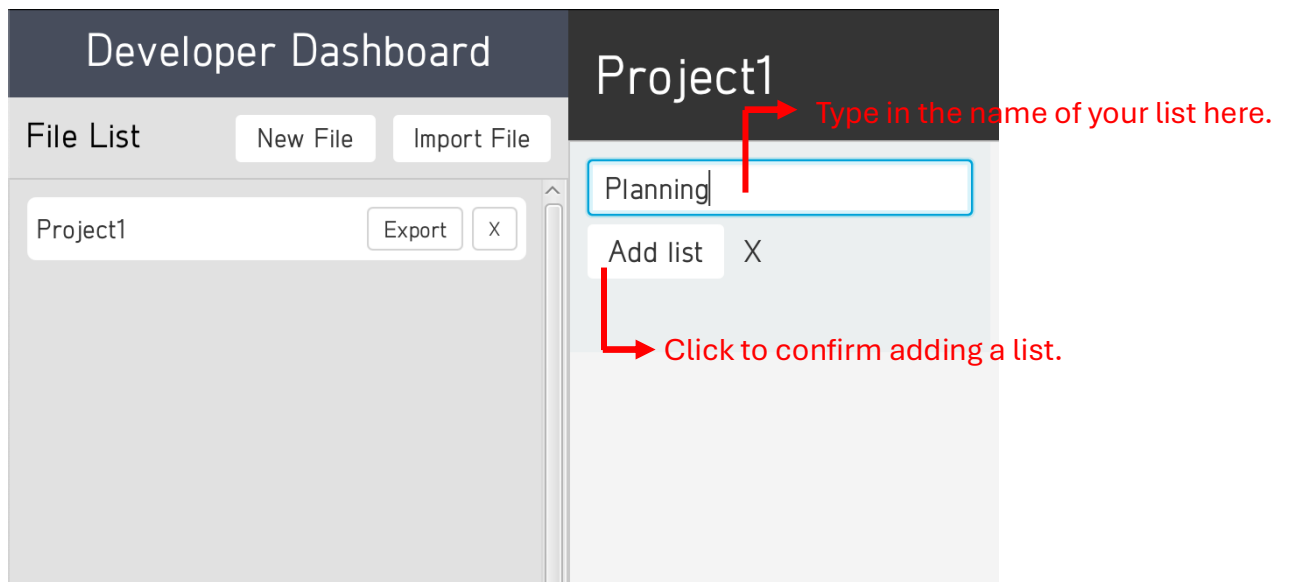 Developer Dashboard
Project1
Type in the name of your list here.
File List
New File
Import File
Planning
Project1
Export
X
Add list
X
Click to confirm adding a list.